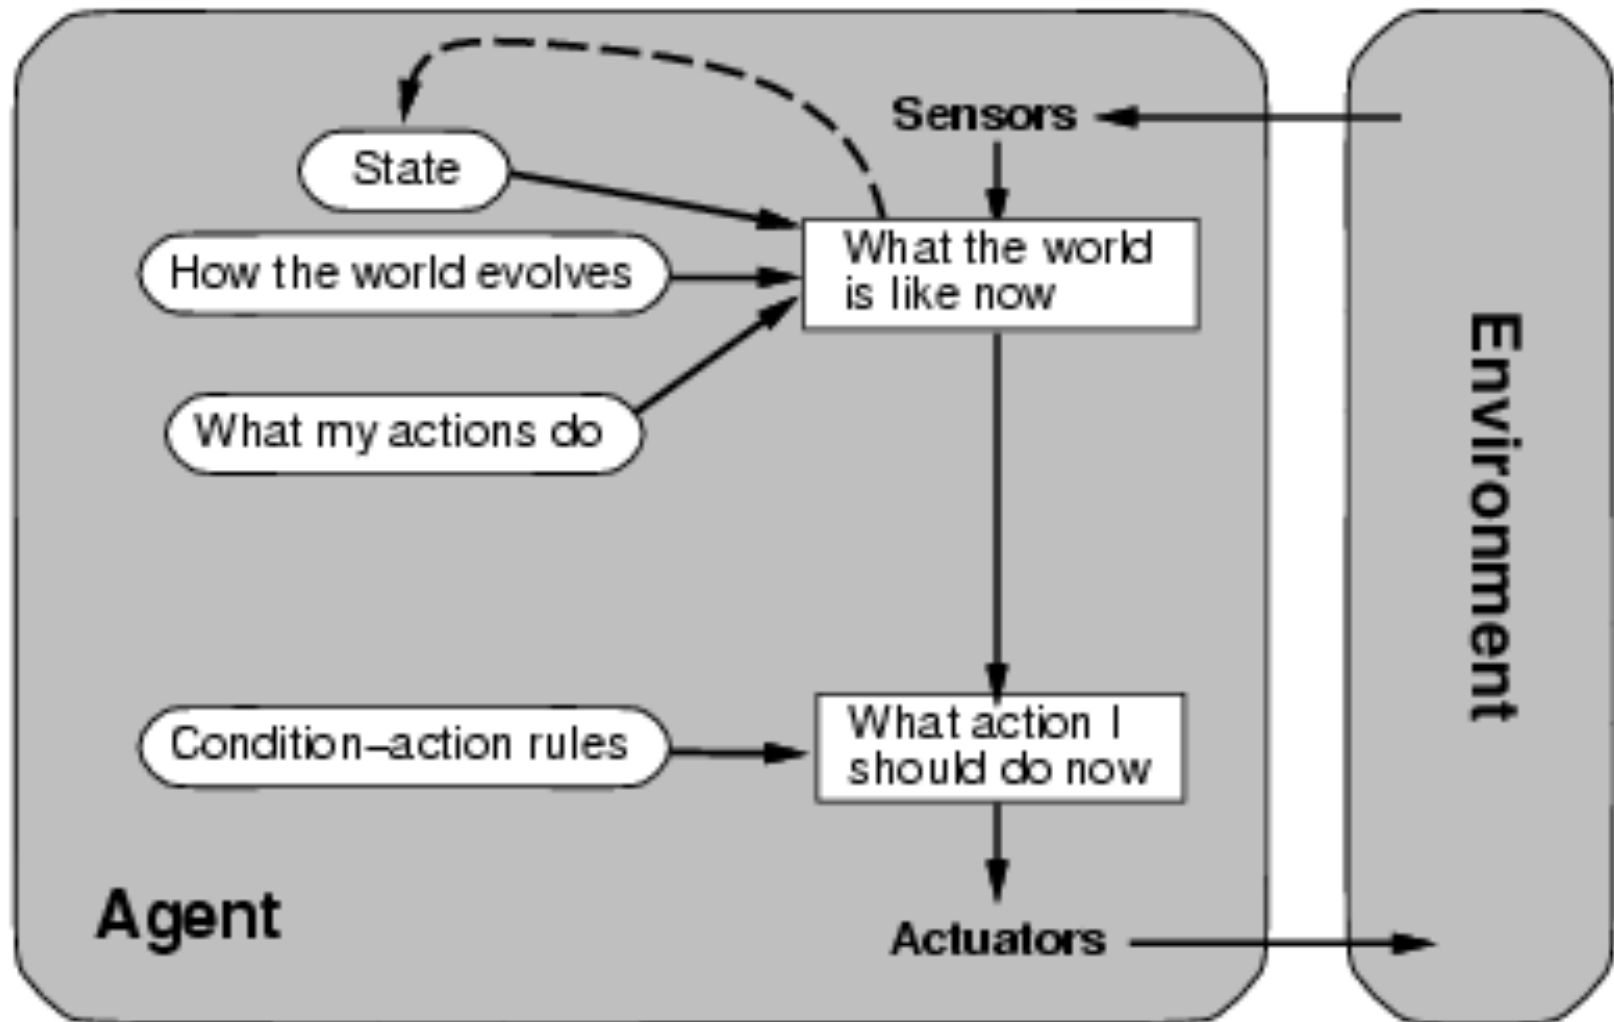 Sensors
State
What the world
is like now
How the world evolves
What my actions do
Environment
Condition–action rules
What action I
should do now
Agent
Actuators